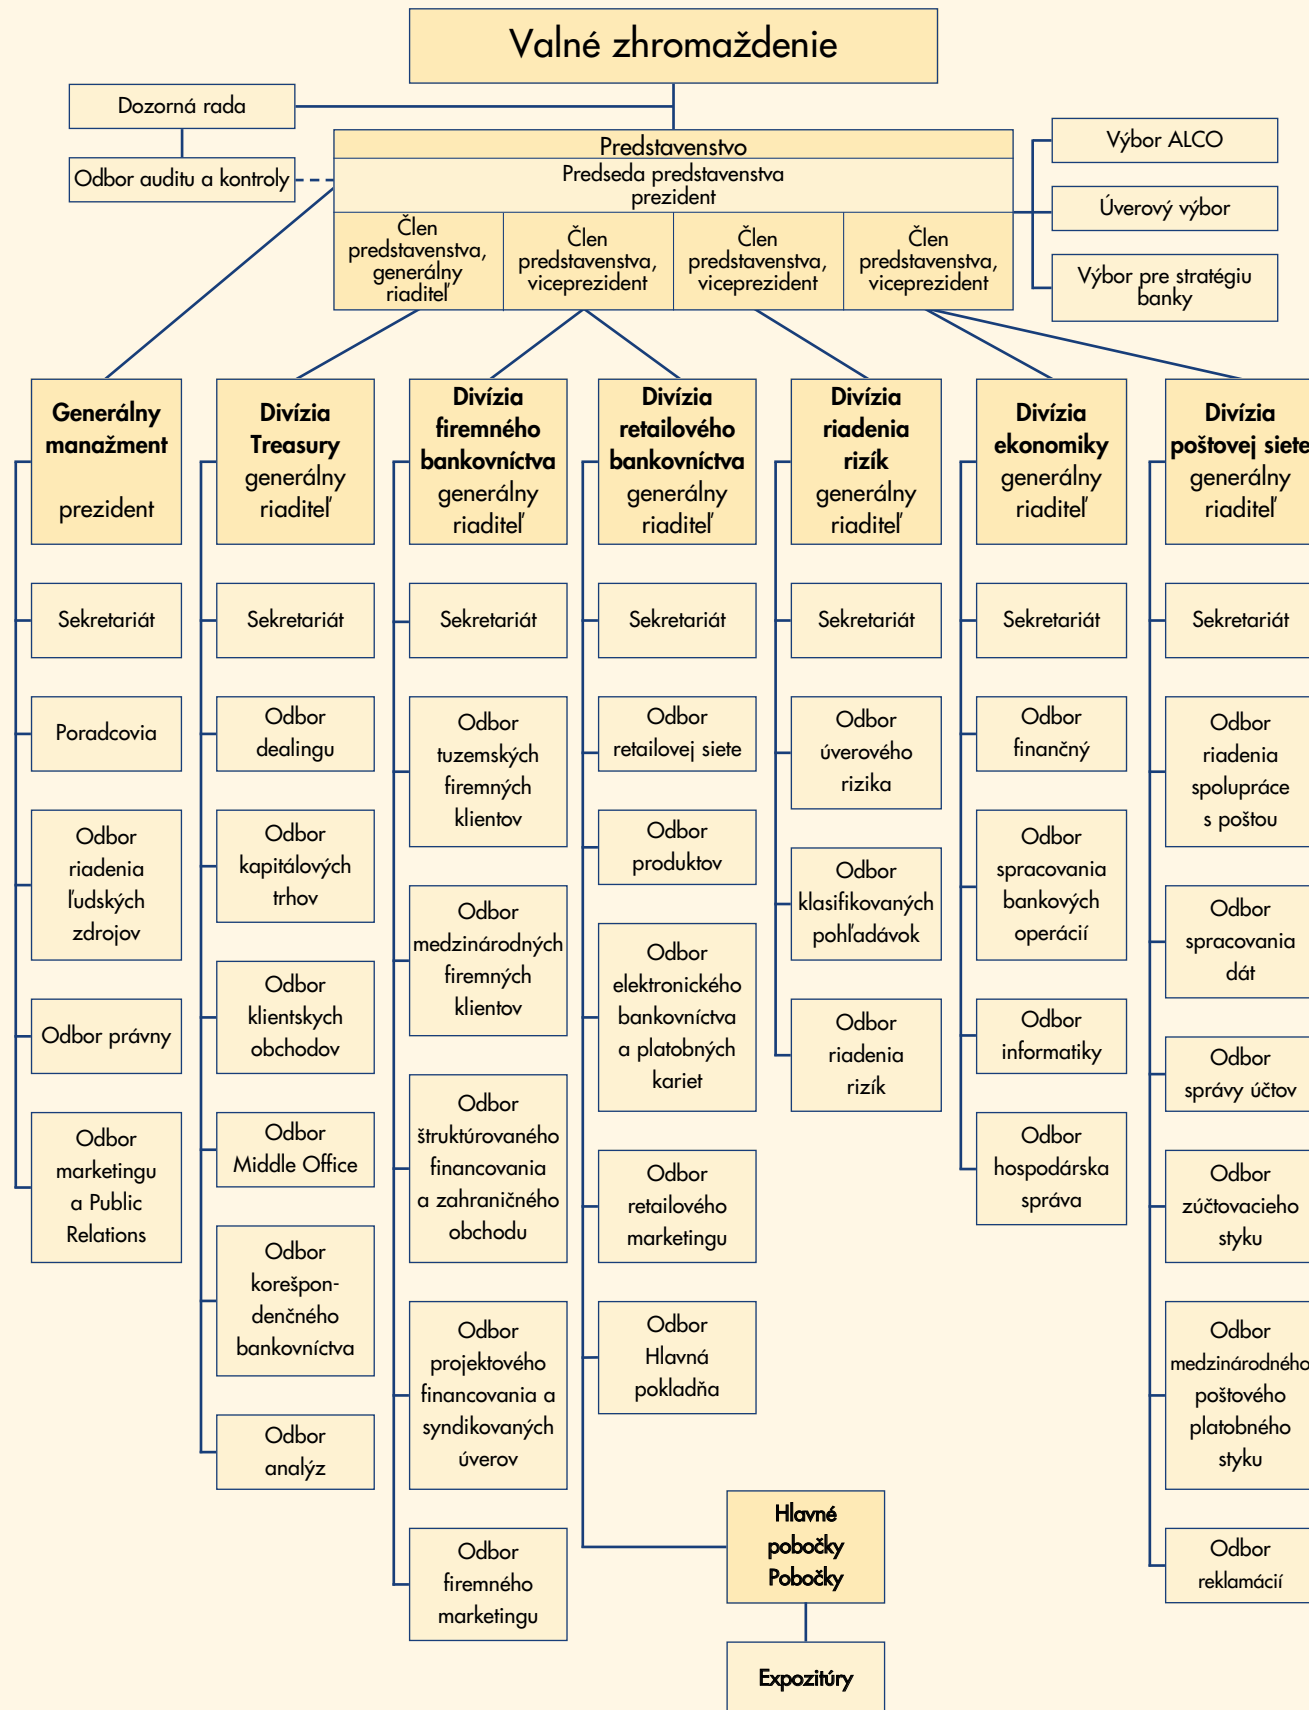 Valné zhromaždenie
Dozorná rada
Odbor auditu a kontroly
Predstavenstvo
Predseda predstavenstva
prezident
Člen
predstavenstva,
generálny
riaditeľ
Člen
predstavenstva,
viceprezident
Člen
predstavenstva,
viceprezident
Člen
predstavenstva,
viceprezident
Výbor ALCO
Úverový výbor
Výbor pre stratégiu
banky
Generálny
manažment
prezident
Sekretariát
Poradcovia
Odbor
riadenia
ľudských
zdrojov
Odbor právny
Odbor
marketingu
a Public
Relations
Divízia
Treasury
generálny
riaditeľ
Sekretariát
Odbor
dealingu
Odbor
kapitálových
trhov
Odbor
klientskych
obchodov
Odbor
Middle Office
Odbor
korešpon-
denčného
bankovníctva
Odbor
analýz
Divízia
firemného
bankovníctva
generálny
riaditeľ
Sekretariát
Odbor
tuzemských
firemných
klientov
Odbor
medzinárodných
firemných
klientov
Odbor
štruktúrovaného
financovania
a zahraničného
obchodu
Odbor
projektového
financovania a
syndikovaných
úverov
Odbor
firemného
marketingu
Divízia
retailového
bankovníctva
generálny
riaditeľ
Sekretariát
Odbor
retailovej siete
Odbor
produktov
Odbor
elektronického
bankovníctva
a platobných
kariet
Odbor
retailového
marketingu
Odbor
Hlavná
pokladňa
Hlavné
pobočky
Pobočky
Expozitúry
Divízia
riadenia
rizík
generálny
riaditeľ
Sekretariát
Odbor
úverového
rizika
Odbor
klasifikovaných
pohľadávok
Odbor
riadenia
rizík
Divízia
ekonomiky
generálny
riaditeľ
Sekretariát
Odbor
finančný
Odbor
spracovania
bankových
operácií
Odbor
informatiky
Odbor
hospodárska
správa
Divízia
poštovej siete
generálny
riaditeľ
Sekretariát
Odbor
riadenia
spolupráce
s poštou
Odbor
spracovania
dát
Odbor
správy účtov
Odbor
zúčtovacieho
styku
Odbor
medzinárodného
poštového
platobného
styku
Odbor
reklamácií